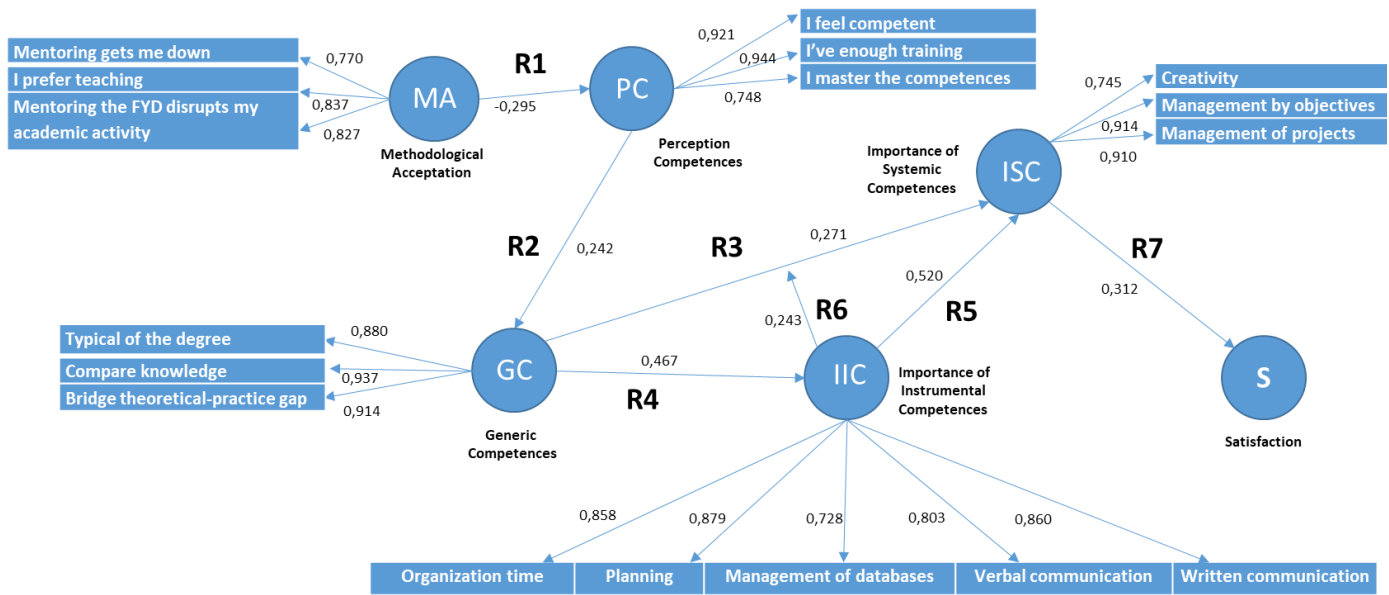 Mentoring gets me down
I prefer teaching
Mentoring the FYD disrupts my
academic activity
0,770
0,837
0,827
MA
Methodological
Acceptation
R1
-0,295
PC
Perception
Competences
0,921
0,944
0,748
I feel competent
I've enough training
I master the competences
Importance of
Systemic
Competences
ISC
0,745
0,914
0,910
Creativity
Management by objectives
Management of projects
R2
0,242
R3
0,271
R6
0,243
0,520
R5
R7
0,312
Typical of the degree
Compare knowledge
Bridge theoretical-practice gap
0,880
0,937
0,914
GC
Generic
Competences
0,467
R4
IIC
Importance of
Instrumental
Competences
S
Satisfaction
0,858
0,879
0,728
0,803
0,860
Organization time
Planning
Management of databases
Verbal communication
Written communication